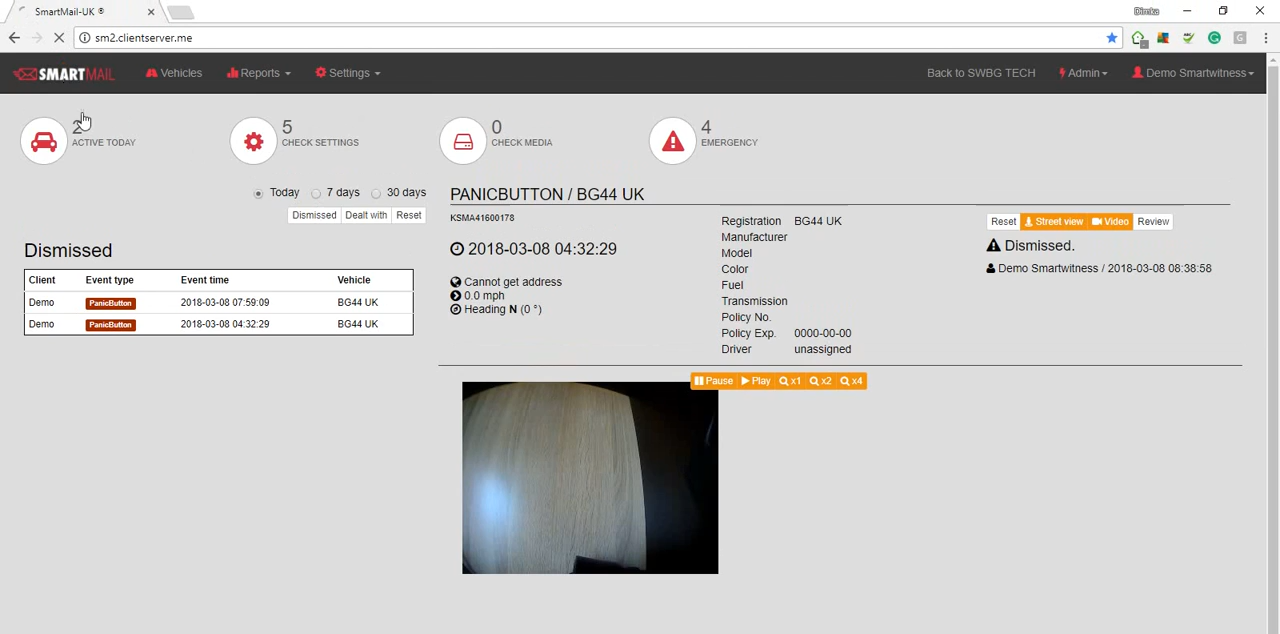 SmartMail-UK ®
Dimka
sm2.clientserver.me
SMARTMAIL Vehicles Reports Settings Back to SWBG TECH Admin Demo Smartwitness
2 ACTIVE TODAY
5 CHECK SETTINGS
0 CHECK MEDIA
4 EMERGENCY
Today 7 days 30 days
Dismissed Dealt with Reset
Dismissed
Client Event type Event time Vehicle
Demo PanicButton 2018-03-08 07:59:09 BG44 UK
Demo PanicButton 2018-03-08 04:32:29 BG44 UK
PANICBUTTON / BG44 UK
KSMA41600178
2018-03-08 04:32:29
Cannot get address
0.0 mph
Heading N (0 °)
Registration BG44 UK
Manufacturer
Model
Color
Fuel
Transmission
Policy No.
Policy Exp. 0000-00-00
Driver unassigned
Reset Street view Video Review
Dismissed.
Demo Smartwitness / 2018-03-08 08:38:58
Pause Play x1 x2 x4